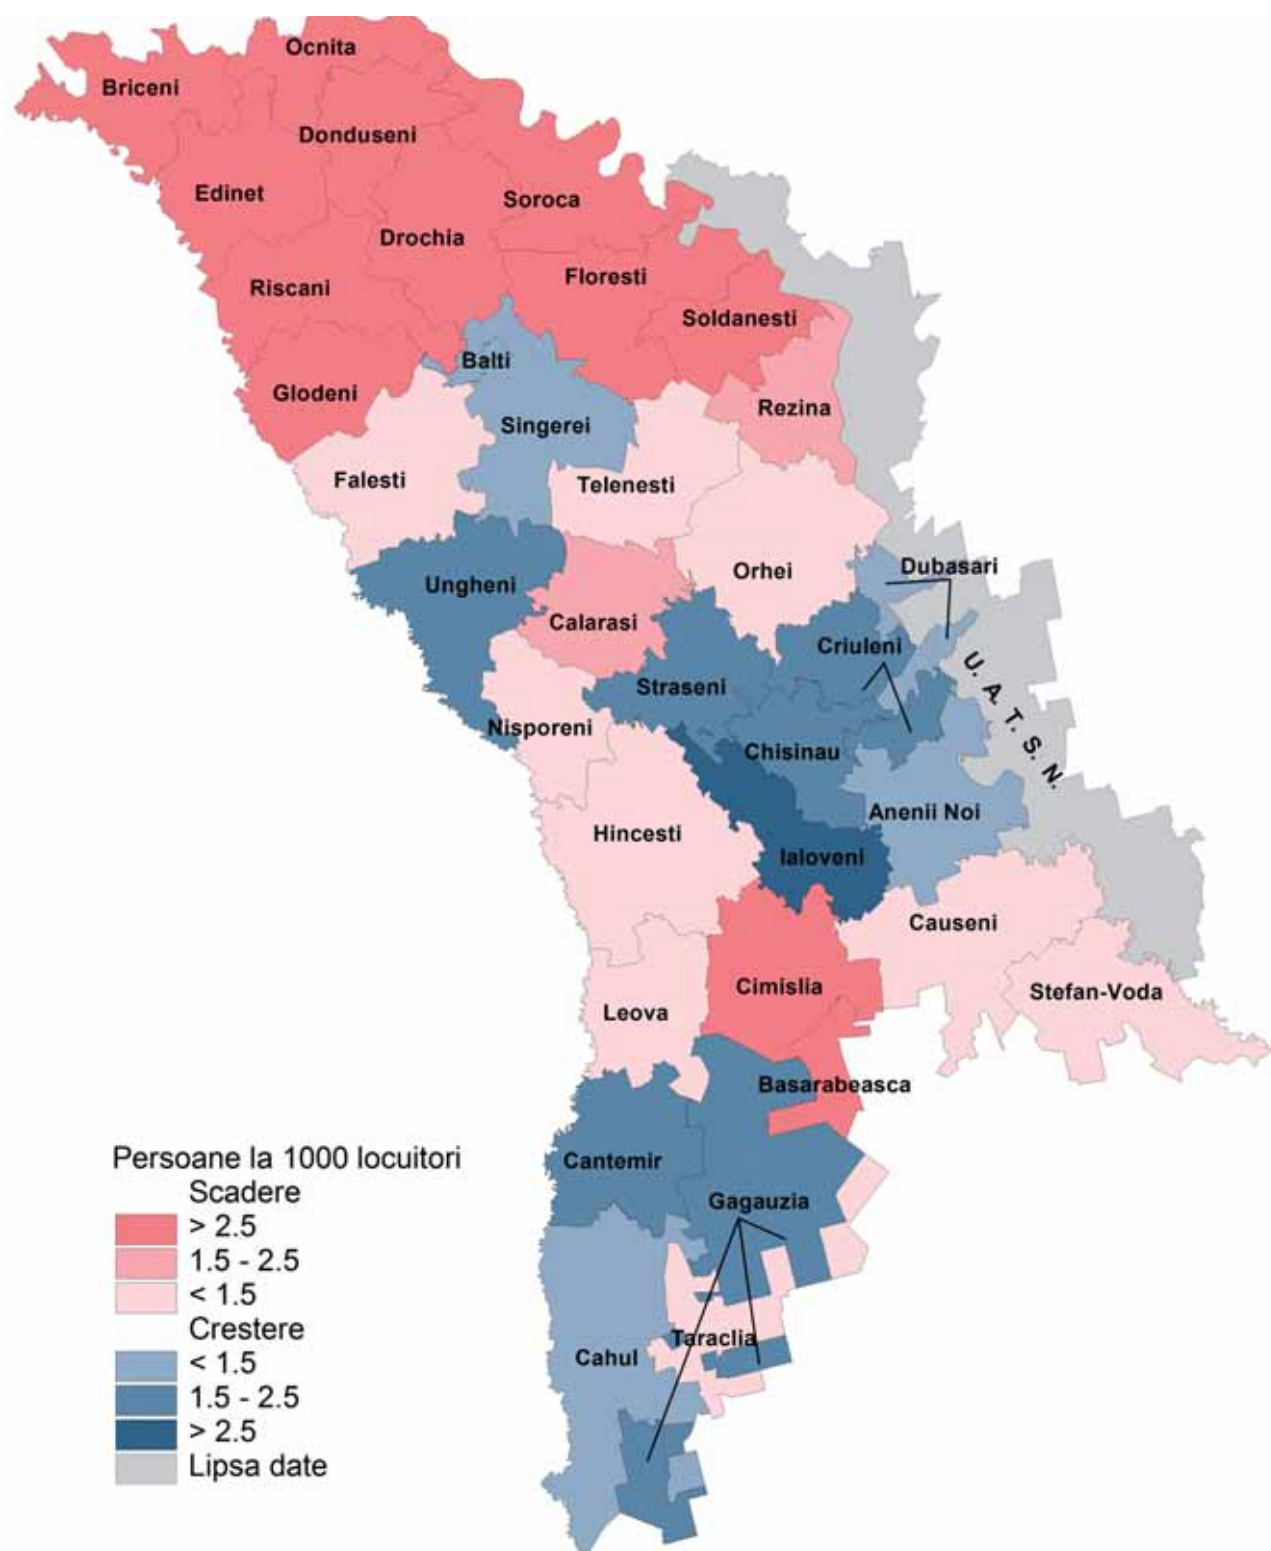 Ocnita
Briceni
Donduseni
Edinet
Soroca
Drochia
Floresti
Riscani
Soldanesti
Balti
Glodeni
Rezina
Singerei
Falesti
Telenesti
Orhei
Dubasari
Ungheni
Calarasi
Criuleni
Straseni
U. A. T. S. N.
Nisporeni
Chisinau
Anenii Noi
Hincesti
Ialoveni
Causeni
Cimislia
Stefan-Voda
Leova
Basarabeasca
Cantemir
Gagauzia
Taraclia
Cahul
Persoane la 1000 locuitori
Scadere
> 2.5
1.5 - 2.5
< 1.5
Crestere
< 1.5
1.5 - 2.5
> 2.5
Lipsa date